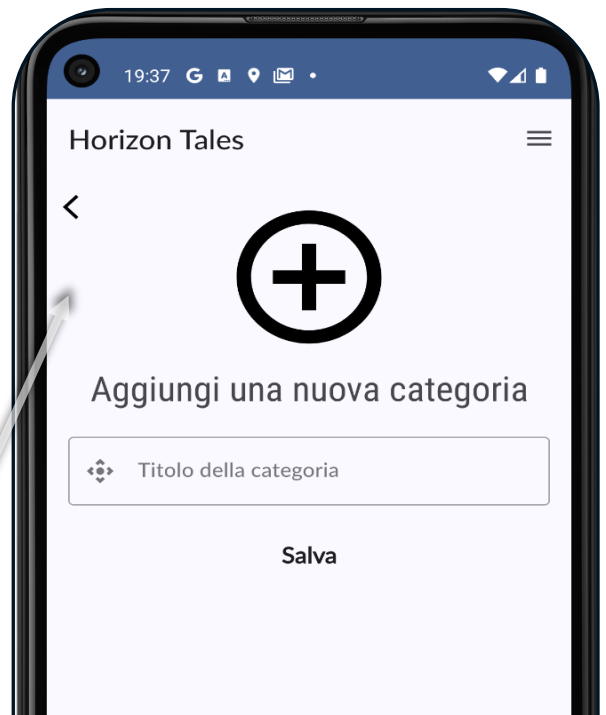 19:37
Horizon Tales
Aggiungi una nuova categoria
Titolo della categoria
Salva